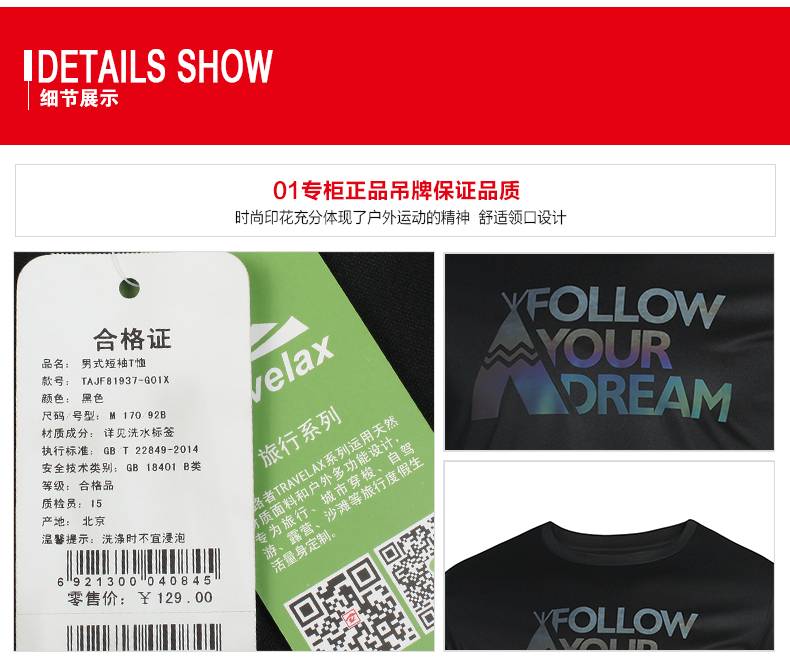 DETAILS SHOW
细节展示
01专柜正品吊牌保证品质
时尚印花充分体现了户外运动的精神 舒适领口设计
合格证
品名： 男式短袖T恤
款号： TAJF81937-G01X
颜色： 黑色
尺码/号型： M 170/92B
材质成分： 详见洗水标签
执行标准： GB/T 22849-2014
安全技术类别： GB 18401 B类
等级： 合格品
质检员： 15
产地： 北京
温馨提示： 洗涤时不宜浸泡
6 921300 040845
零售价： ￥129.00
velax
旅行系列
路者TRAVELAX系列运用天然
材质面料和户外多功能设计，
专为旅行、城市穿梭、自驾
游、露营、沙滩等旅行度假生
活量身定制。
FOLLOW
YOUR
DREAM
FOLLOW
YOUR